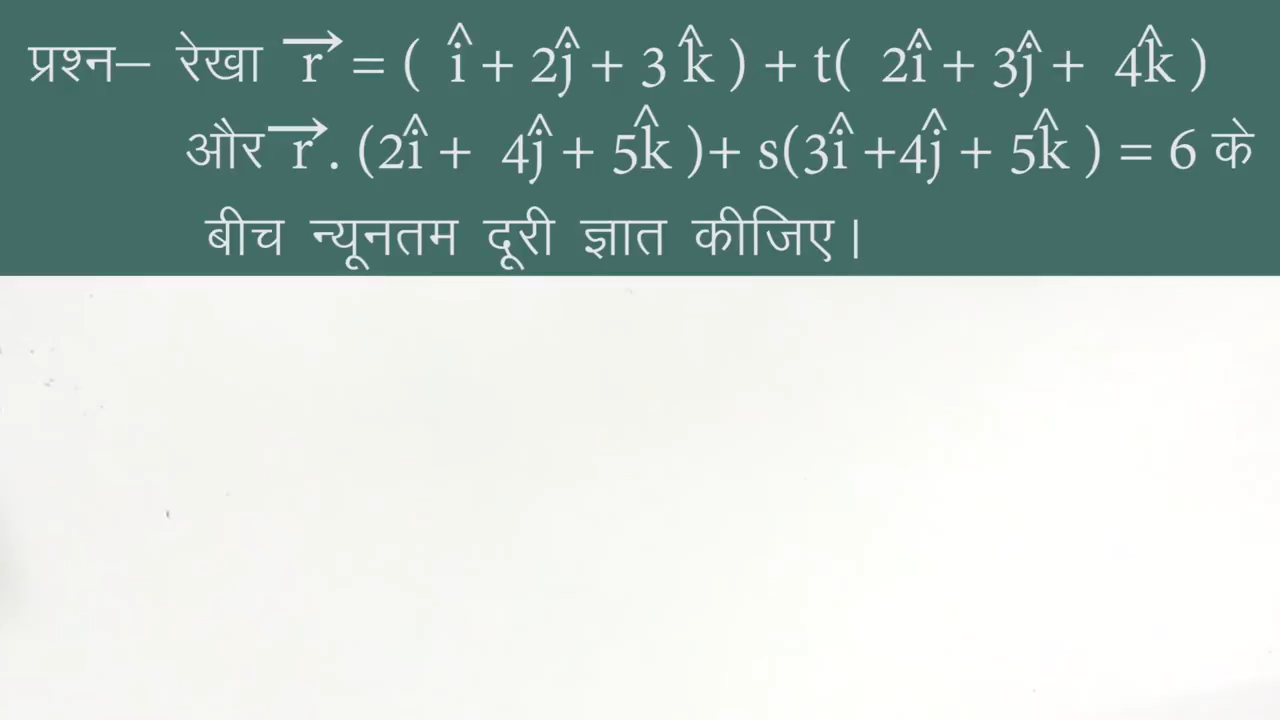 प्रश्न– रेखा r⃗ = ( î + 2ĵ + 3 k̂ ) + t( 2î + 3ĵ + 4k̂ )
और r⃗ . (2î + 4ĵ + 5k̂ )+ s(3î +4ĵ + 5k̂ ) = 6 के
बीच न्यूनतम दूरी ज्ञात कीजिए |